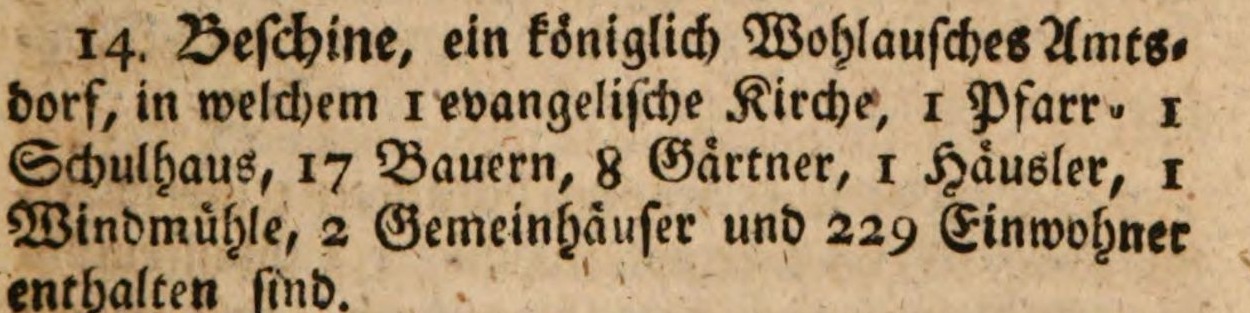 14. Beſchine, ein königlich Wohlauſches Amts-
dorf, in welchem 1 evangeliſche Kirche, 1 Pfarr- 1
Schulhaus, 17 Bauern, 8 Gärtner, 1 Häusler, 1
Windmühle, 2 Gemeinhäuſer und 229 Einwohner
enthalten ſind.